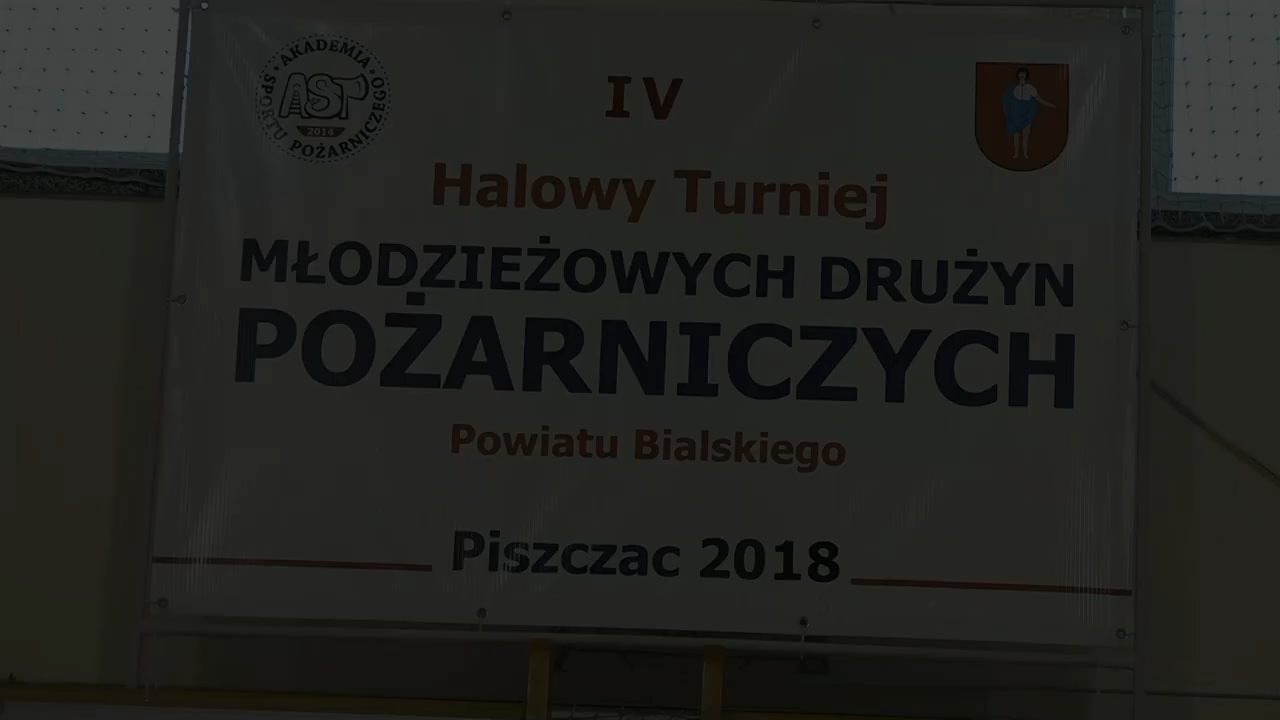 AKADEMIA
SPORTU POŻARNICZEGO
ASP
2014
IV
Halowy Turniej
MŁODZIEŻOWYCH DRUŻYN
POŻARNICZYCH
Powiatu Bialskiego
Piszczac 2018